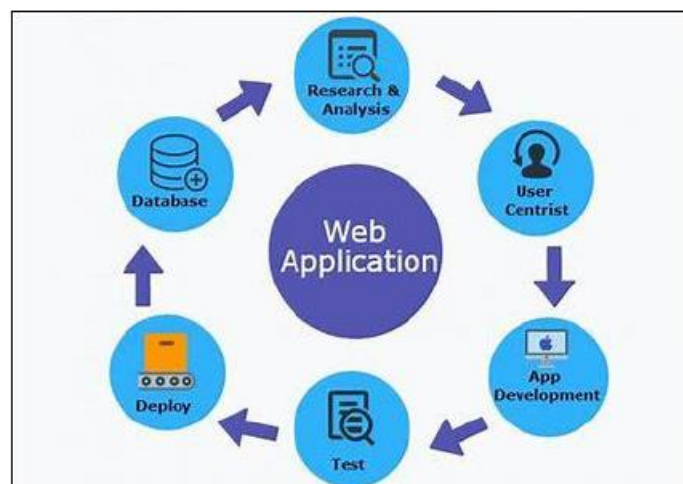 Research &
Analysis
User
Centrist
App
Development
Test
Deploy
Database
Web
Application